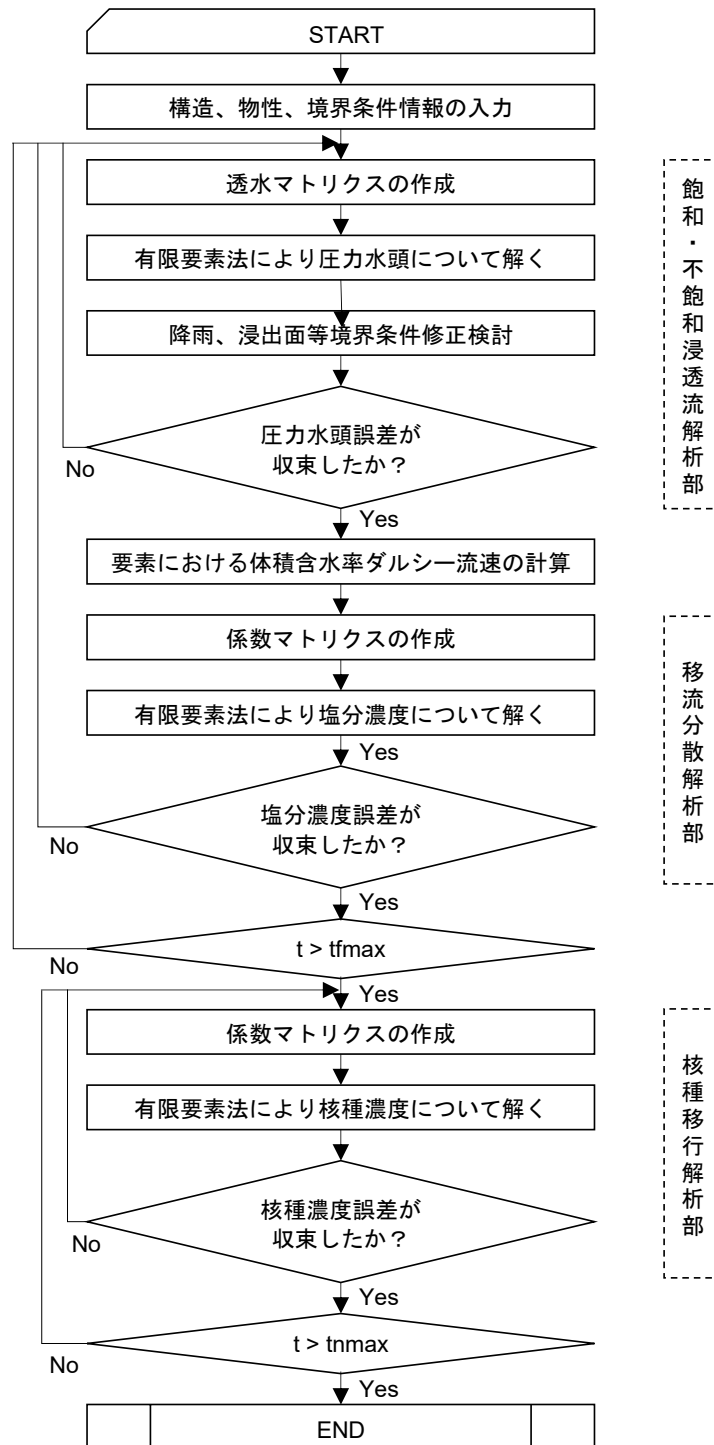 START
構造、物性、境界条件情報の入力
透水マトリクスの作成
有限要素法により圧力水頭について解く
降雨、浸出面等境界条件修正検討
圧力水頭誤差が
収束したか？
No
Yes
飽和・不飽和浸透流解析部
要素における体積含水率ダルシー流速の計算
係数マトリクスの作成
有限要素法により塩分濃度について解く
Yes
塩分濃度誤差が
収束したか？
No
Yes
移流分散解析部
t > tfmax
No
Yes
係数マトリクスの作成
有限要素法により核種濃度について解く
核種濃度誤差が
収束したか？
No
Yes
核種移行解析部
t > tnmax
No
Yes
END